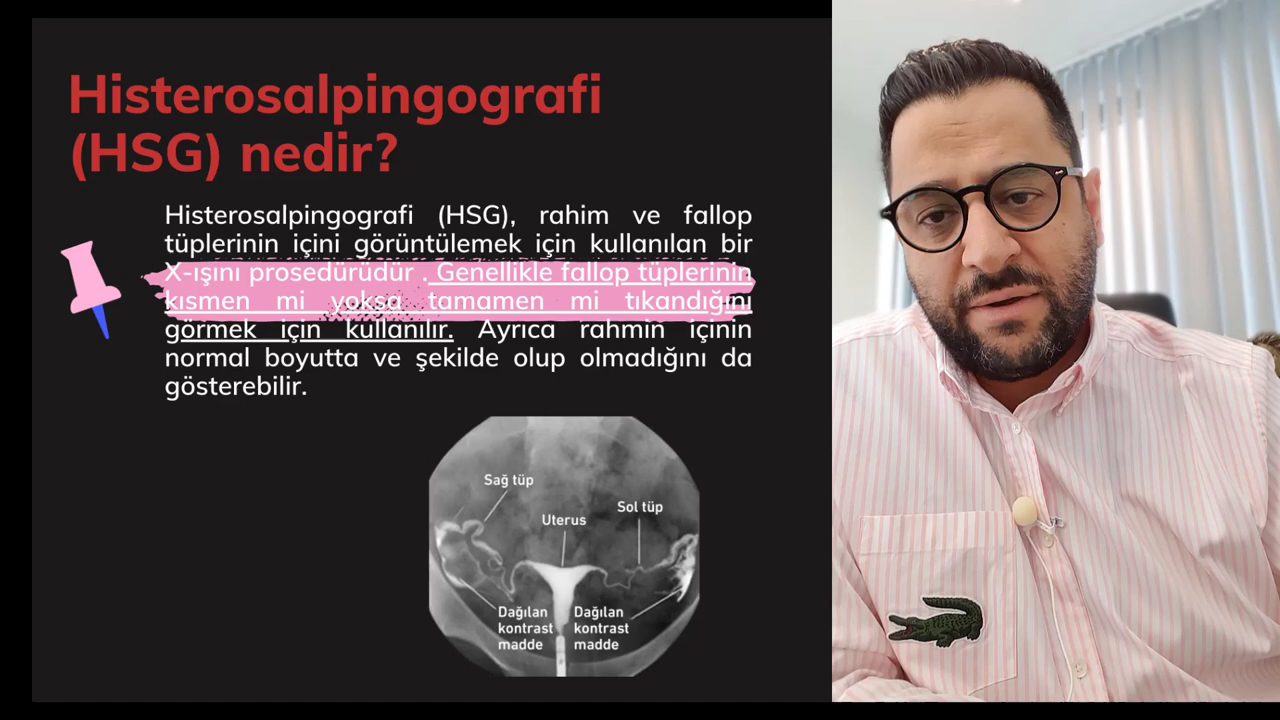 Histerosalpingografi
(HSG) nedir?
Histerosalpingografi (HSG), rahim ve fallop
tüplerinin içini görüntülemek için kullanılan bir
X-ışını prosedürüdür . Genellikle fallop tüplerinin
kısmen mi yoksa tamamen mi tıkandığını
görmek için kullanılır. Ayrıca rahmin içinin
normal boyutta ve şekilde olup olmadığını da
gösterebilir.
Sağ tüp
Sol tüp
Uterus
Dağılan
kontrast
madde
Dağılan
kontrast
madde